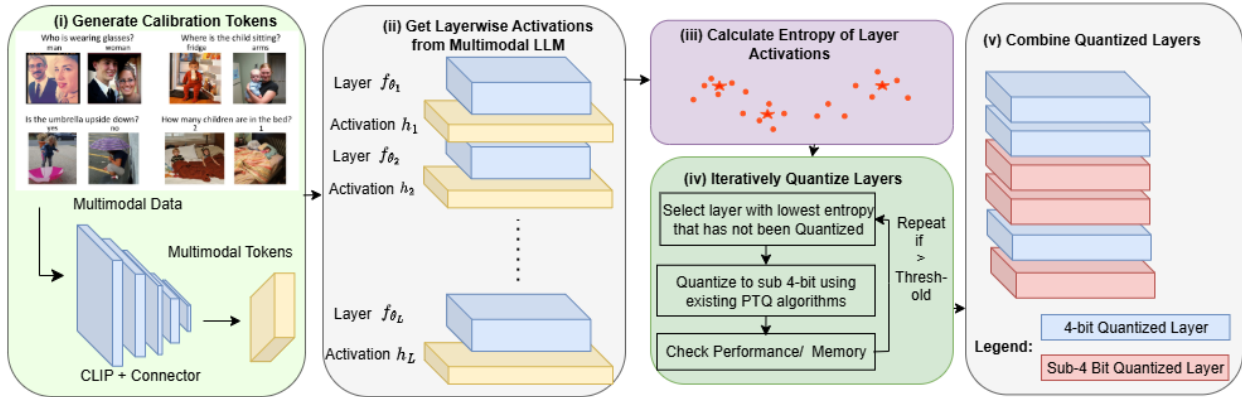 (i) Generate Calibration Tokens
Who is wearing glasses?
man
woman
Where is the child sitting?
fridge
arms
Is the umbrella upside down?
yes
no
How many children are in the bed?
2
1
Multimodal Data
Multimodal Tokens
CLIP + Connector
(ii) Get Layerwise Activations
from Multimodal LLM
Layer f_θ₁
Activation h₁
Layer f_θ₂
Activation h₂
Layer f_θ_L
Activation h_L
(iii) Calculate Entropy of Layer
Activations
(iv) Iteratively Quantize Layers
Select layer with lowest entropy
that has not been Quantized
Quantize to sub 4-bit using
existing PTQ algorithms
Check Performance/ Memory
Repeat
if
>
Thresh-
old
(v) Combine Quantized Layers
Legend:
4-bit Quantized Layer
Sub-4 Bit Quantized Layer